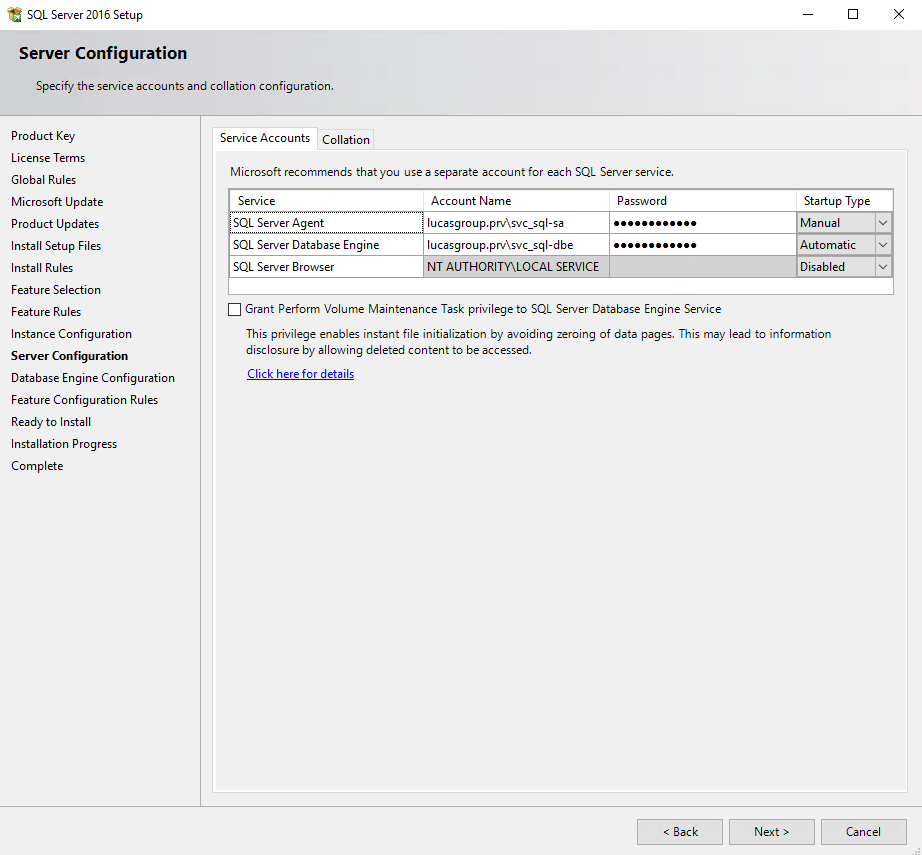 SQL Server 2016 Setup
Server Configuration
Specify the service accounts and collation configuration.
Product Key
License Terms
Global Rules
Microsoft Update
Product Updates
Install Setup Files
Install Rules
Feature Selection
Feature Rules
Instance Configuration
Server Configuration
Database Engine Configuration
Feature Configuration Rules
Ready to Install
Installation Progress
Complete
Service Accounts Collation
Microsoft recommends that you use a separate account for each SQL Server service.
Service Account Name Password Startup Type
SQL Server Agent lucasgroup.prv\svc_sql-sa ●●●●●●●●●●●● Manual
SQL Server Database Engine lucasgroup.prv\svc_sql-dbe ●●●●●●●●●●●● Automatic
SQL Server Browser NT AUTHORITY\LOCAL SERVICE Disabled
Grant Perform Volume Maintenance Task privilege to SQL Server Database Engine Service
This privilege enables instant file initialization by avoiding zeroing of data pages. This may lead to information
disclosure by allowing deleted content to be accessed.
Click here for details
< Back Next > Cancel